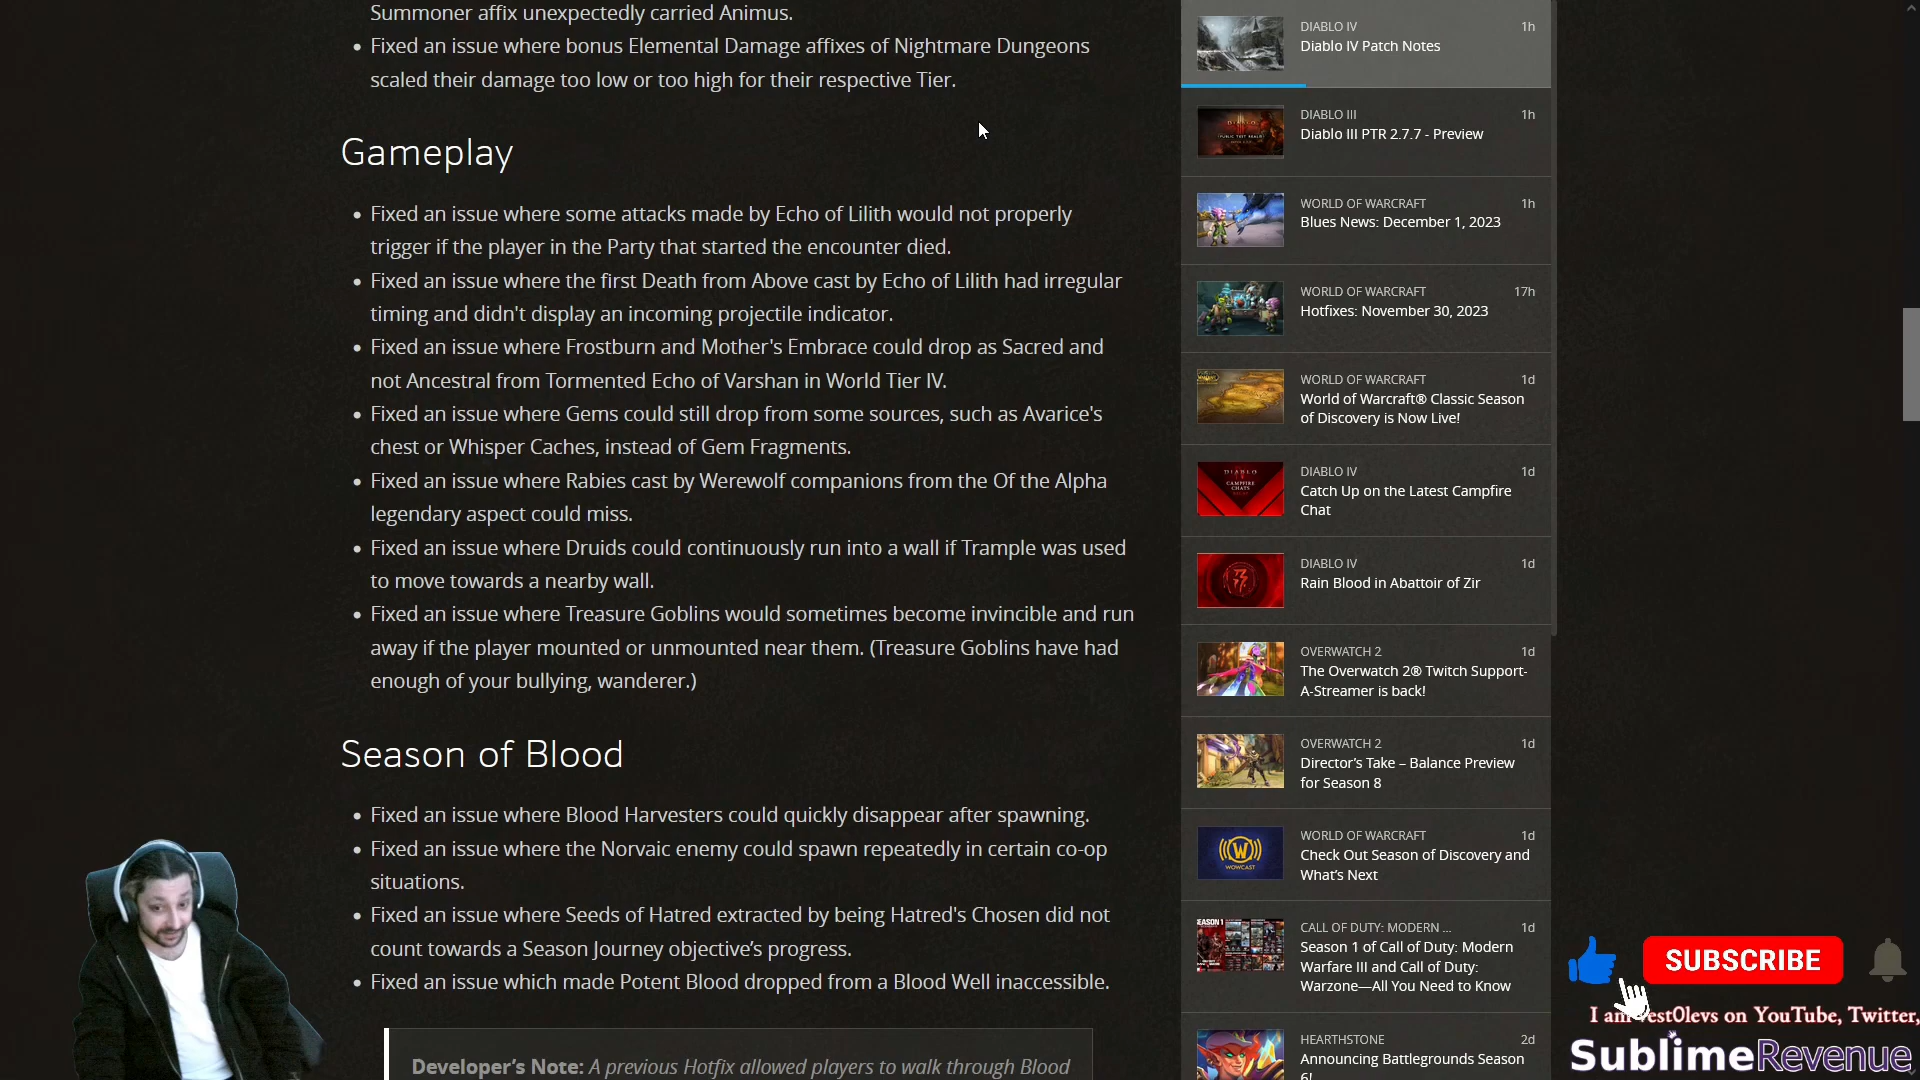 Summoner affix unexpectedly carried Animus.
• Fixed an issue where bonus Elemental Damage affixes of Nightmare Dungeons
scaled their damage too low or too high for their respective Tier.
Gameplay
• Fixed an issue where some attacks made by Echo of Lilith would not properly
trigger if the player in the Party that started the encounter died.
• Fixed an issue where the first Death from Above cast by Echo of Lilith had irregular
timing and didn't display an incoming projectile indicator.
• Fixed an issue where Frostburn and Mother's Embrace could drop as Sacred and
not Ancestral from Tormented Echo of Varshan in World Tier IV.
• Fixed an issue where Gems could still drop from some sources, such as Avarice's
chest or Whisper Caches, instead of Gem Fragments.
• Fixed an issue where Rabies cast by Werewolf companions from the Of the Alpha
legendary aspect could miss.
• Fixed an issue where Druids could continuously run into a wall if Trample was used
to move towards a nearby wall.
• Fixed an issue where Treasure Goblins would sometimes become invincible and run
away if the player mounted or unmounted near them. (Treasure Goblins have had
enough of your bullying, wanderer.)
Season of Blood
• Fixed an issue where Blood Harvesters could quickly disappear after spawning.
• Fixed an issue where the Norvaic enemy could spawn repeatedly in certain co-op
situations.
• Fixed an issue where Seeds of Hatred extracted by being Hatred's Chosen did not
count towards a Season Journey objective's progress.
• Fixed an issue which made Potent Blood dropped from a Blood Well inaccessible.
Developer's Note: A previous Hotfix allowed players to walk through Blood
DIABLO IV 1h
Diablo IV Patch Notes
DIABLO III 1h
Diablo III PTR 2.7.7 - Preview
WORLD OF WARCRAFT 1h
Blues News: December 1, 2023
WORLD OF WARCRAFT 17h
Hotfixes: November 30, 2023
WORLD OF WARCRAFT 1d
World of Warcraft® Classic Season
of Discovery is Now Live!
DIABLO IV 1d
Catch Up on the Latest Campfire
Chat
DIABLO IV 1d
Rain Blood in Abattoir of Zir
OVERWATCH 2 1d
The Overwatch 2® Twitch Support-
A-Streamer is back!
OVERWATCH 2 1d
Director's Take – Balance Preview
for Season 8
WORLD OF WARCRAFT 1d
Check Out Season of Discovery and
What's Next
WOWCAST
CALL OF DUTY: MODERN ... 1d
Season 1 of Call of Duty: Modern
Warfare III and Call of Duty:
Warzone—All You Need to Know
HEARTHSTONE 2d
Announcing Battlegrounds Season
6!
SUBSCRIBE
I am est0levs on YouTube, Twitter,
SublimeRevenue